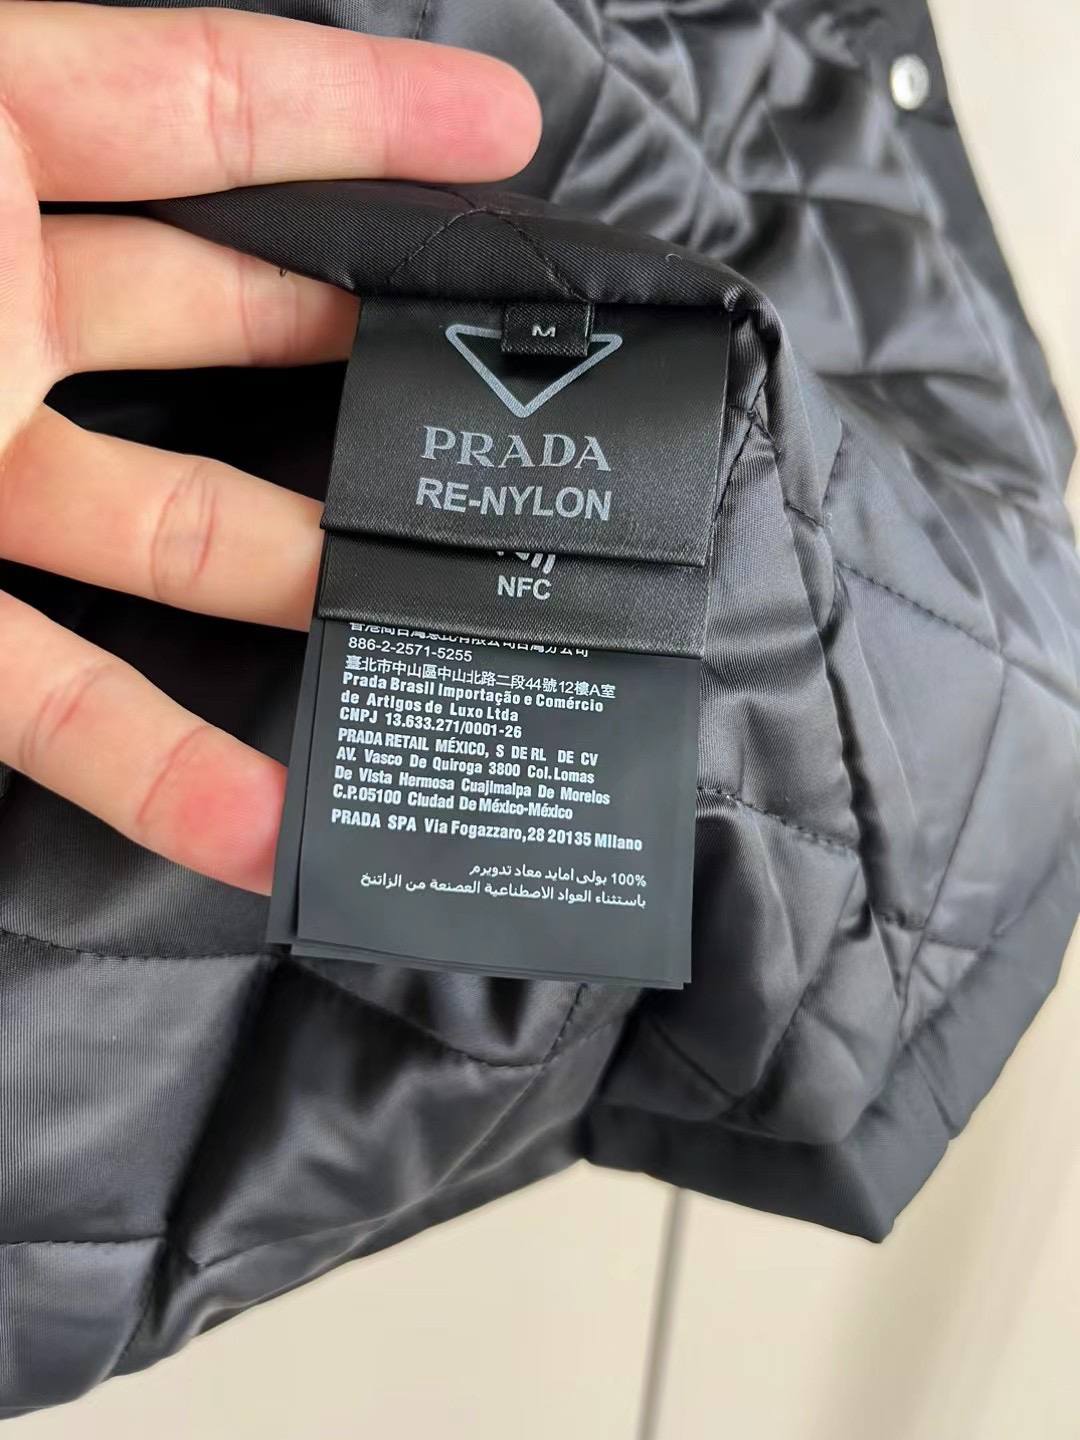 M
PRADA
RE-NYLON
NFC
886-2-2571-5255
臺北市中山區中山北路二段44號12樓A室
Prada Brasil Importação e Comércio
de Artigos de Luxo Ltda
CNPJ 13.633.271/0001-26
PRADA RETAIL MÉXICO, S DE RL DE CV
AV. Vasco De Quiroga 3800 Col.Lomas
De Vista Hermosa Cuajimalpa De Morelos
C.P.05100 Ciudad De México-México
PRADA SPA Via Fogazzaro,28 20135 Milano
100% بولى امايد معاد تدويرم
باستثناء العواد الاصطناعية العصنعة من الزاتنخ